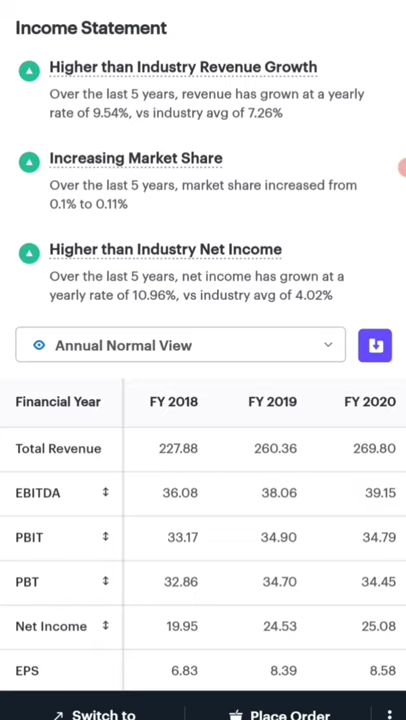 Income Statement
Higher than Industry Revenue Growth
Over the last 5 years, revenue has grown at a yearly
rate of 9.54%, vs industry avg of 7.26%
Increasing Market Share
Over the last 5 years, market share increased from
0.1% to 0.11%
Higher than Industry Net Income
Over the last 5 years, net income has grown at a
yearly rate of 10.96%, vs industry avg of 4.02%
Annual Normal View
Financial Year FY 2018 FY 2019 FY 2020
Total Revenue 227.88 260.36 269.80
EBITDA 36.08 38.06 39.15
PBIT 33.17 34.90 34.79
PBT 32.86 34.70 34.45
Net Income 19.95 24.53 25.08
EPS 6.83 8.39 8.58
Switch to Place Order